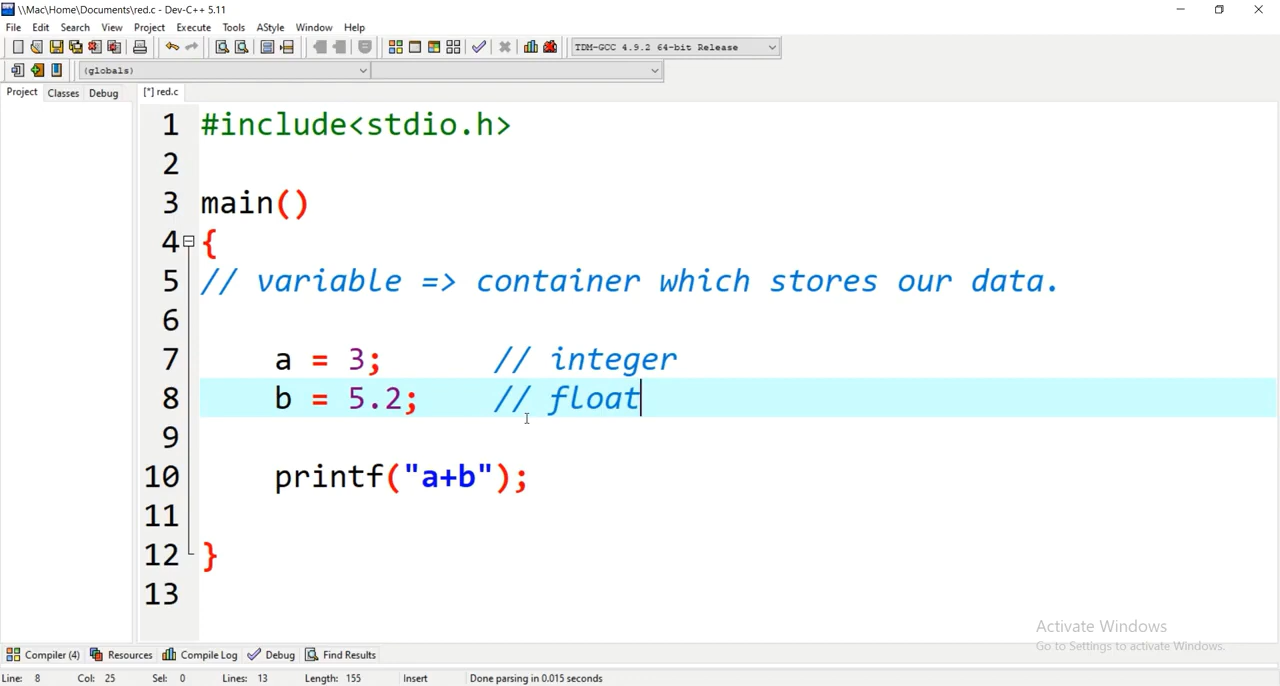 \\Mac\Home\Documents\red.c - Dev-C++ 5.11
File Edit Search View Project Execute Tools AStyle Window Help
TDM-GCC 4.9.2 64-bit Release
(globals)
Project Classes Debug [*] red.c
1 #include<stdio.h>
2
3 main()
4 {
5 // variable => container which stores our data.
6
7 a = 3; // integer
8 b = 5.2; // float
9
10 printf("a+b");
11
12 }
13
Activate Windows
Go to Settings to activate Windows.
Compiler (4) Resources Compile Log Debug Find Results
Line: 8 Col: 25 Sel: 0 Lines: 13 Length: 155 Insert Done parsing in 0.015 seconds